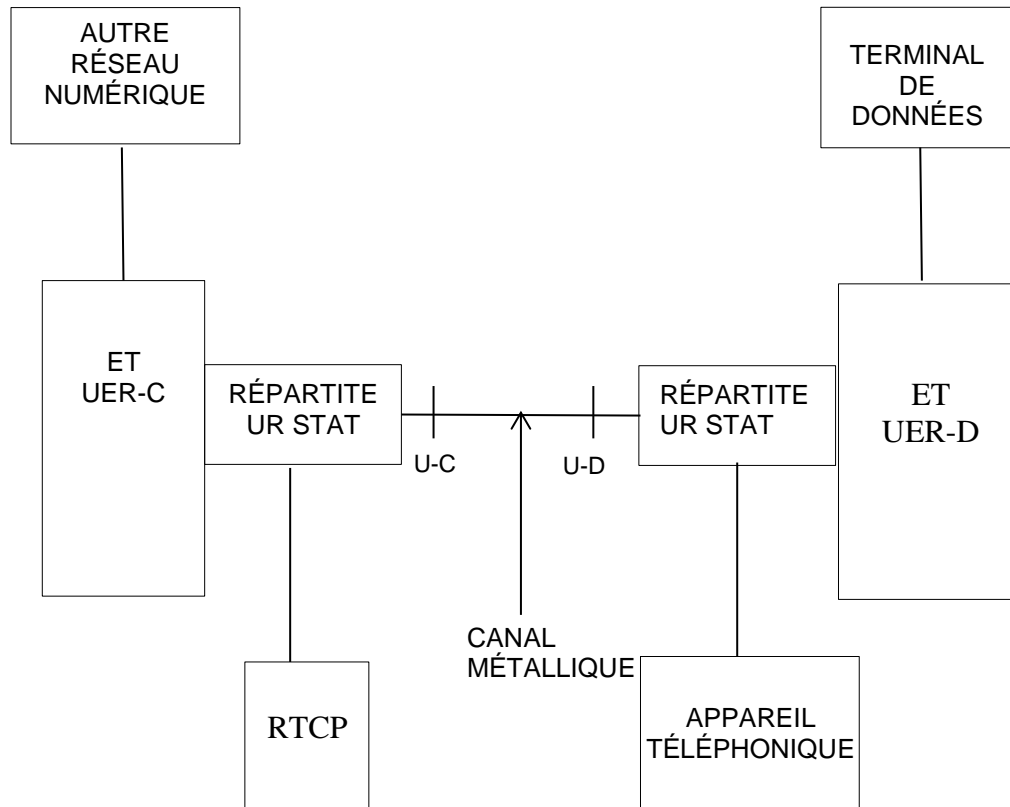 AUTRE
RÉSEAU
NUMÉRIQUE
TERMINAL
DE
DONNÉES
ET
UER-C
RÉPARTITE
UR STAT
U-C
U-D
RÉPARTITE
UR STAT
ET
UER-D
CANAL
MÉTALLIQUE
RTCP
APPAREIL
TÉLÉPHONIQUE